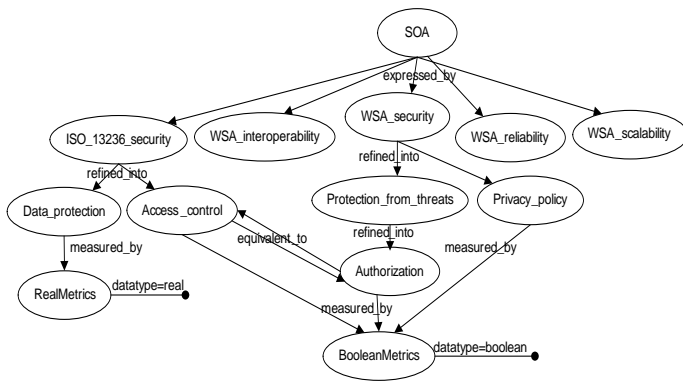 SOA
expressed_by
ISO_13236_security
WSA_interoperability
WSA_security
WSA_reliability
WSA_scalability
refined_into
refined_into
Data_protection
Access_control
Protection_from_threats
Privacy_policy
measured_by
equivalent_to
refined_into
measured_by
RealMetrics
datatype=real
Authorization
measured_by
BooleanMetrics
datatype=boolean